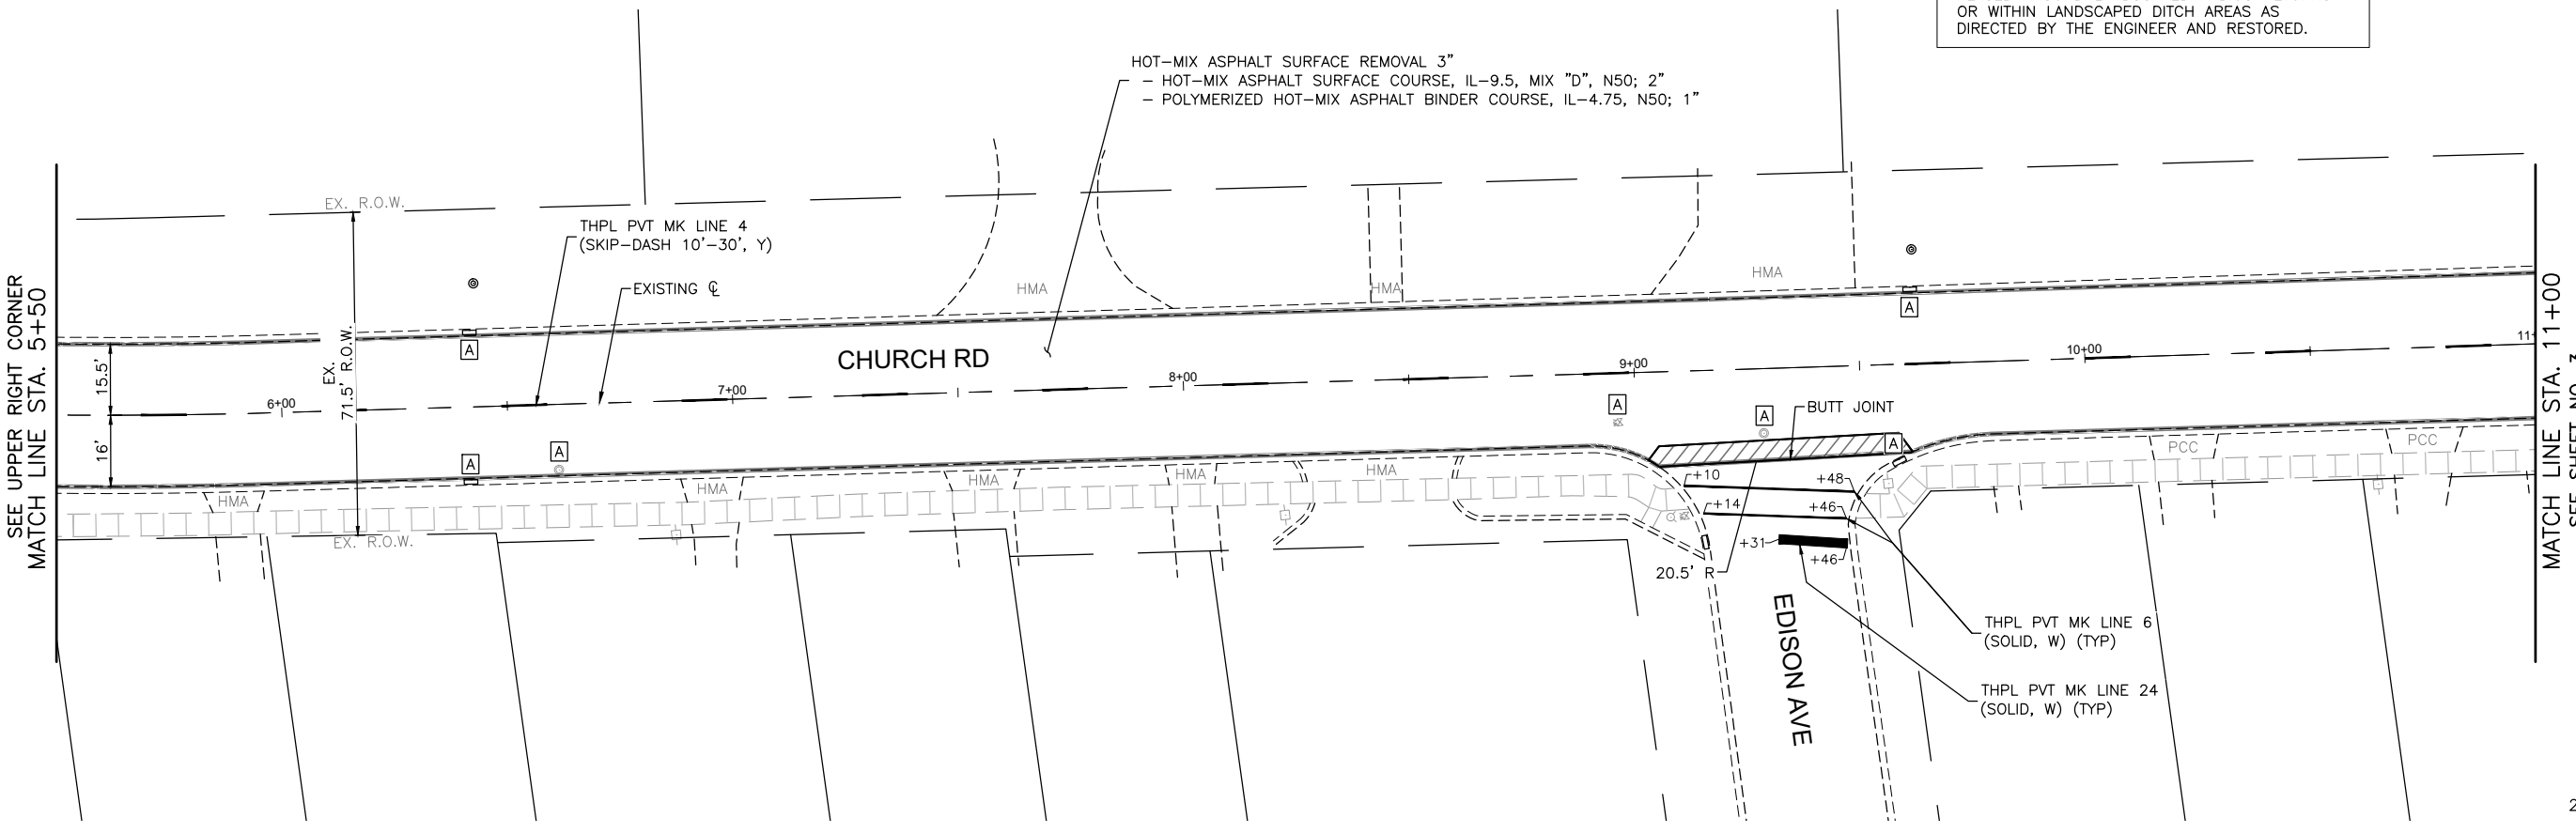 OR WITHIN LANDSCAPED DITCH AREAS AS
DIRECTED BY THE ENGINEER AND RESTORED.
HOT-MIX ASPHALT SURFACE REMOVAL 3"
- HOT-MIX ASPHALT SURFACE COURSE, IL-9.5, MIX "D", N50; 2"
- POLYMERIZED HOT-MIX ASPHALT BINDER COURSE, IL-4.75, N50; 1"
EX. R.O.W.
THPL PVT MK LINE 4
(SKIP-DASH 10'-30', Y)
EXISTING ℄
HMA
HMA
HMA
SEE UPPER RIGHT CORNER
MATCH LINE STA. 5+50
15.5'
16'
EX.
71.5' R.O.W.
A
A
CHURCH RD
6+00
7+00
8+00
9+00
10+00
11+
A
A
A
A
A
BUTT JOINT
HMA
HMA
HMA
HMA
HMA
PCC
PCC
EX. R.O.W.
+10
+48
+14
+46
+31
+46
20.5' R
EDISON AVE
THPL PVT MK LINE 6
(SOLID, W) (TYP)
THPL PVT MK LINE 24
(SOLID, W) (TYP)
MATCH LINE STA. 11+00
SEE SHEET NO. 3
2